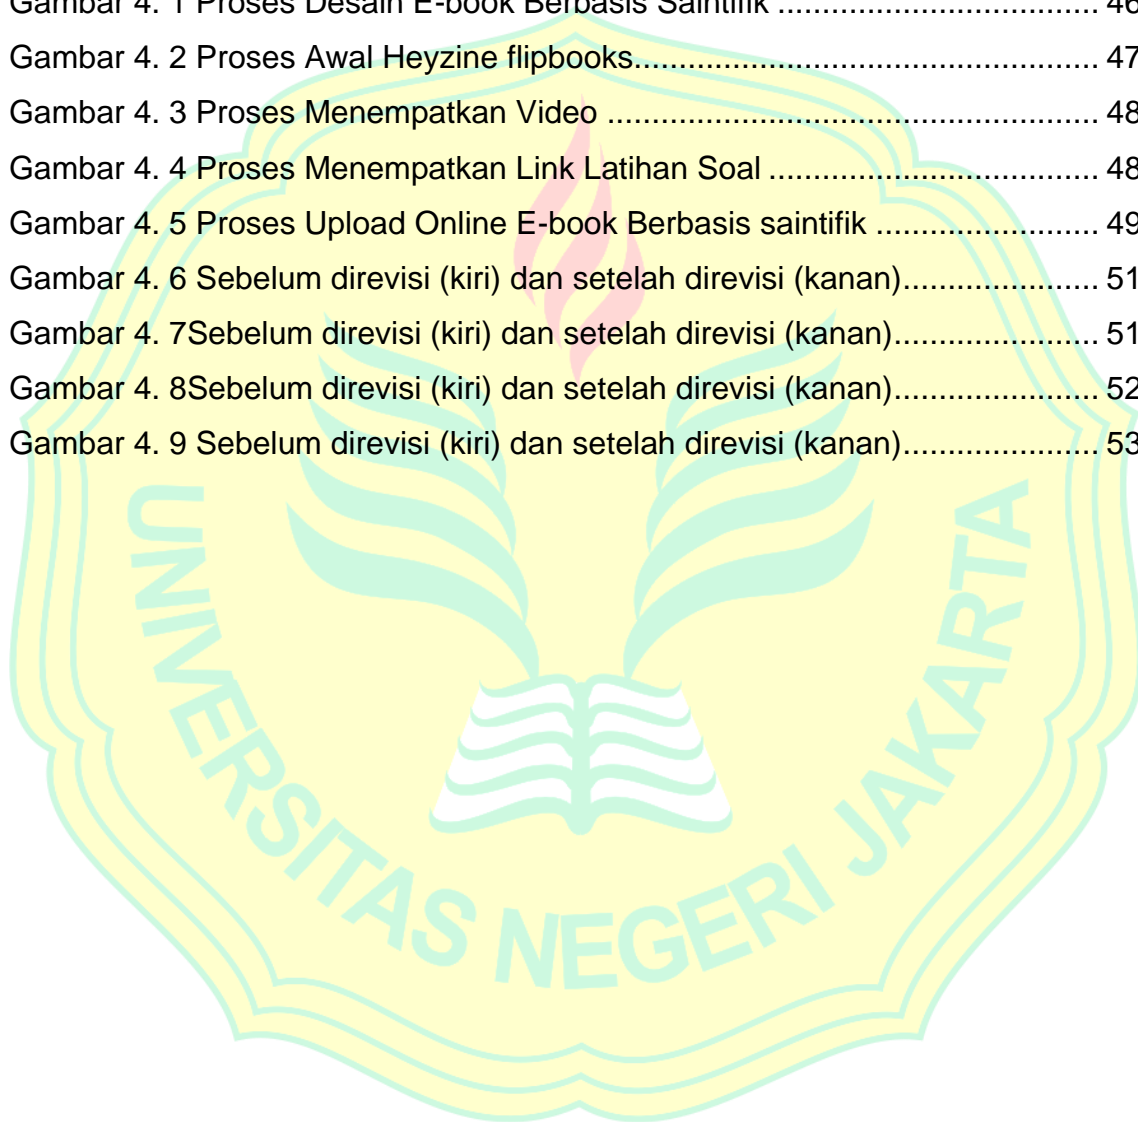 Gambar 4. 1 Proses Desain E-book Berbasis Saintifik ..................................... 46
Gambar 4. 2 Proses Awal Heyzine flipbooks...................................................... 47
Gambar 4. 3 Proses Menempatkan Video ......................................................... 48
Gambar 4. 4 Proses Menempatkan Link Latihan Soal ...................................... 48
Gambar 4. 5 Proses Upload Online E-book Berbasis saintifik .......................... 49
Gambar 4. 6 Sebelum direvisi (kiri) dan setelah direvisi (kanan)....................... 51
Gambar 4. 7Sebelum direvisi (kiri) dan setelah direvisi (kanan)........................ 51
Gambar 4. 8Sebelum direvisi (kiri) dan setelah direvisi (kanan)........................ 52
Gambar 4. 9 Sebelum direvisi (kiri) dan setelah direvisi (kanan)....................... 53
UNIVERSITAS NEGERI JAKARTA